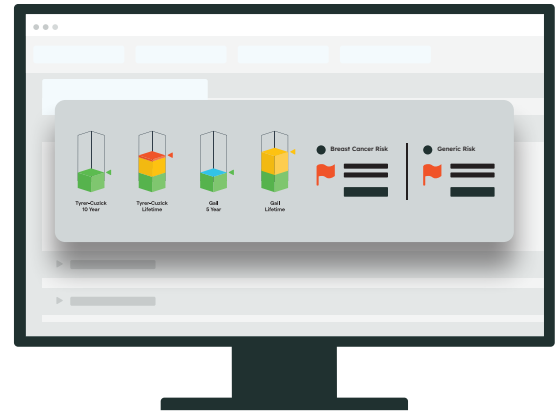 Tyrer-Cuzick
10 Year
Tyrer-Cuzick
Lifetime
Gail
5 Year
Gail
Lifetime
Breast Cancer Risk
Generic Risk